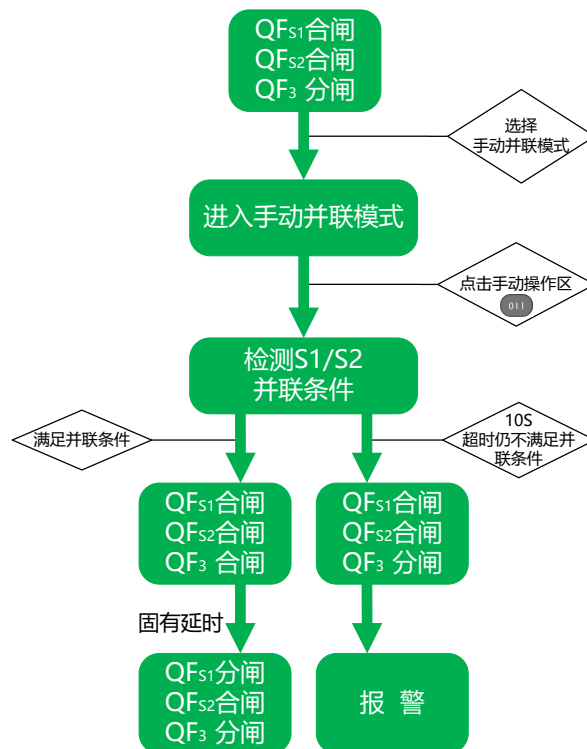 QFS1合闸
QFS2合闸
QF3 分闸
选择
手动并联模式
进入手动并联模式
点击手动操作区
011
检测S1/S2
并联条件
满足并联条件
10S
超时仍不满足并
联条件
QFS1合闸
QFS2合闸
QF3 合闸
QFS1合闸
QFS2合闸
QF3 分闸
固有延时
QFS1分闸
QFS2合闸
QF3 分闸
报 警